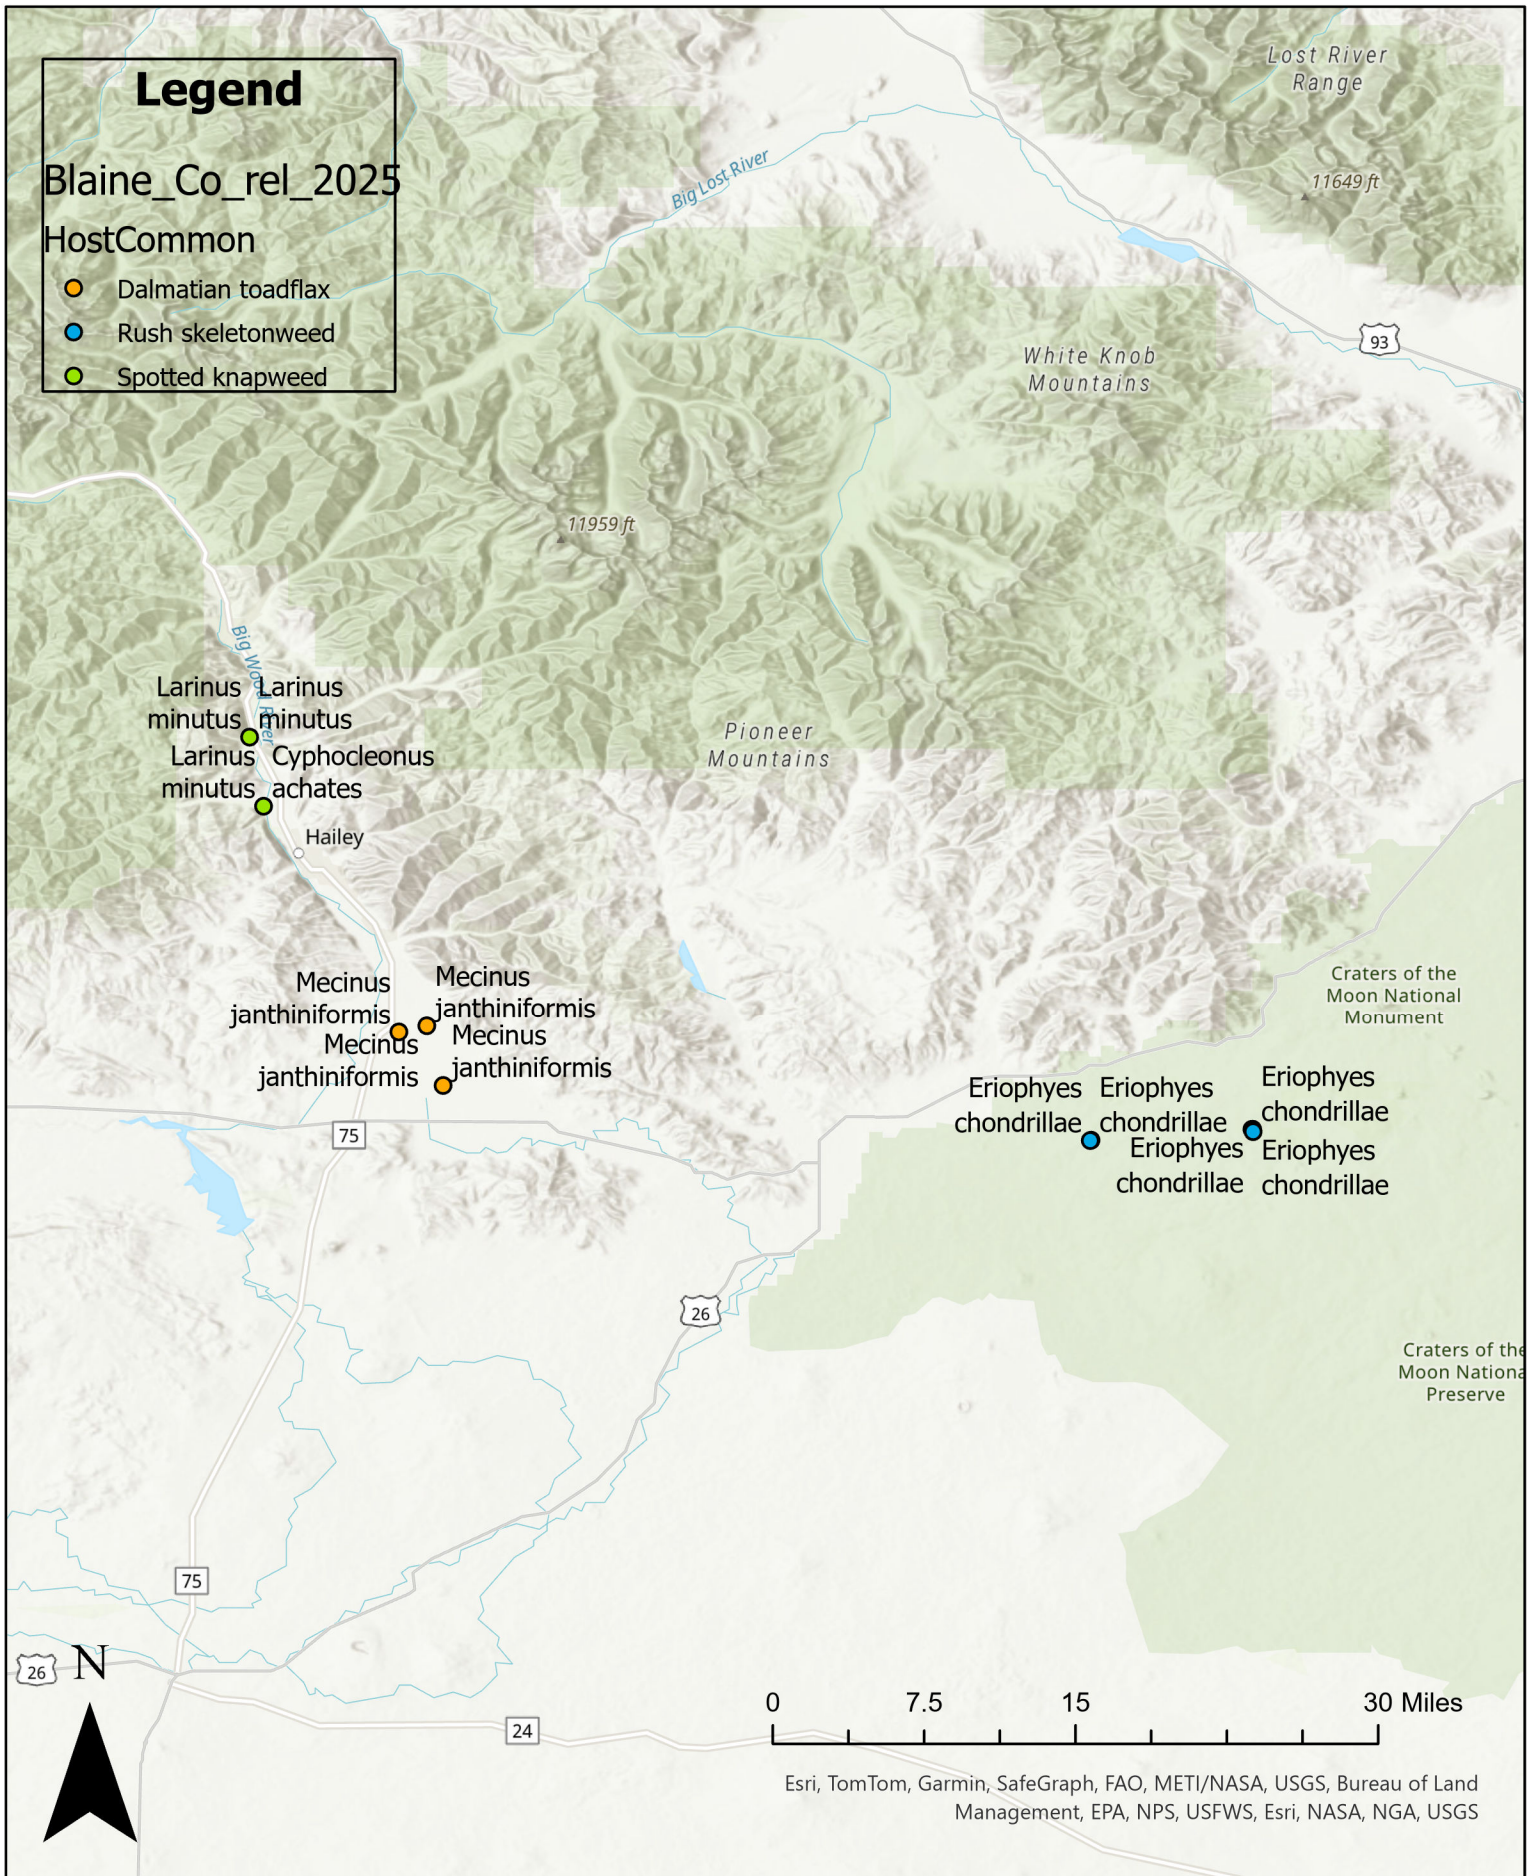 Legend
Blaine_Co_rel_2025
HostCommon
Dalmatian toadflax
Rush skeletonweed
Spotted knapweed
Lost River
Range
11649 ft
Big Lost River
93
White Knob
Mountains
11959 ft
Big Wood River
Larinus
minutus
Larinus
minutus
Larinus
minutus
Cyphocleonus
achates
Pioneer
Mountains
Hailey
Mecinus
janthiniformis
Mecinus
janthiniformis
Mecinus
janthiniformis
Mecinus
janthiniformis
Craters of the
Moon National
Monument
Eriophyes
chondrillae
Eriophyes
chondrillae
Eriophyes
chondrillae
Eriophyes
chondrillae
Eriophyes
chondrillae
75
26
Craters of the
Moon Nationa
Preserve
75
26
N
24
0 7.5 15 30 Miles
Esri, TomTom, Garmin, SafeGraph, FAO, METI/NASA, USGS, Bureau of Land
Management, EPA, NPS, USFWS, Esri, NASA, NGA, USGS